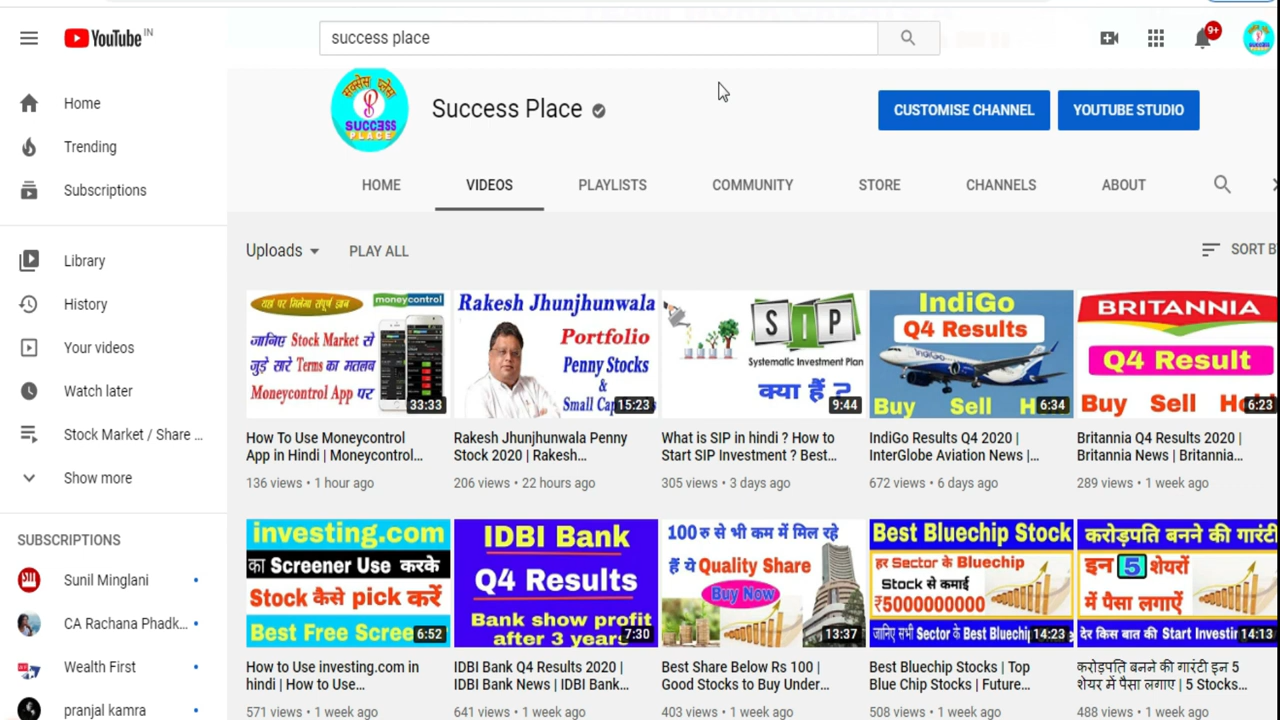 YouTube IN
success place
9+
सक्सेस प्लेस
SUCCESS
PLACE
Success Place
CUSTOMISE CHANNEL
YOUTUBE STUDIO
Home
Trending
Subscriptions
Library
History
Your videos
Watch later
Stock Market / Share ...
Show more
SUBSCRIPTIONS
Sunil Minglani
CA Rachana Phadk...
Wealth First
pranjal kamra
HOME
VIDEOS
PLAYLISTS
COMMUNITY
STORE
CHANNELS
ABOUT
Uploads
PLAY ALL
SORT B
यहां पर मिलेगा संपूर्ण ज्ञान
moneycontrol
जानिए Stock Market से
जुड़े सारे Terms का मतलब
Moneycontrol App पर
33:33
How To Use Moneycontrol
App in Hindi | Moneycontrol...
136 views • 1 hour ago
Rakesh Jhunjhunwala
Portfolio
Penny Stocks
&
Small Cap
15:23
Rakesh Jhunjhunwala Penny
Stock 2020 | Rakesh...
206 views • 22 hours ago
SIP
Systematic Investment Plan
क्या हैं ?
9:44
What is SIP in hindi ? How to
Start SIP Investment ? Best...
305 views • 3 days ago
IndiGo
Q4 Results
IndiGo
Buy Sell H
6:34
IndiGo Results Q4 2020 |
InterGlobe Aviation News |...
672 views • 6 days ago
BRITANNIA
Q4 Result
Buy Sell Hold
6:23
Britannia Q4 Results 2020 |
Britannia News | Britannia...
289 views • 1 week ago
investing.com
का Screener Use करके
Stock कैसे pick करें
Best Free Scree
6:52
How to Use investing.com in
hindi | How to Use...
571 views • 1 week ago
IDBI Bank
Q4 Results
Bank show profit
after 3 years
7:30
IDBI Bank Q4 Results 2020 |
IDBI Bank News | IDBI Bank...
641 views • 1 week ago
100 रु से भी कम में मिल रहे
हैं ये Quality Share
Buy Now
13:37
Best Share Below Rs 100 |
Good Stocks to Buy Under...
403 views • 1 week ago
Best Bluechip Stock
हर Sector के Bluechip
Stock से कमाई
₹5000000000
जानिए सभी Sector के Best Bluechip
14:23
Best Bluechip Stocks | Top
Blue Chip Stocks | Future...
508 views • 1 week ago
करोड़पति बनने की गारंटी
इन 5 शेयरों
में पैसा लगाऐं
देर किस बात की Start Investin
14:13
करोड़पति बनने की गारंटी इन 5
शेयर में पैसा लगाए | 5 Stocks...
488 views • 1 week ago